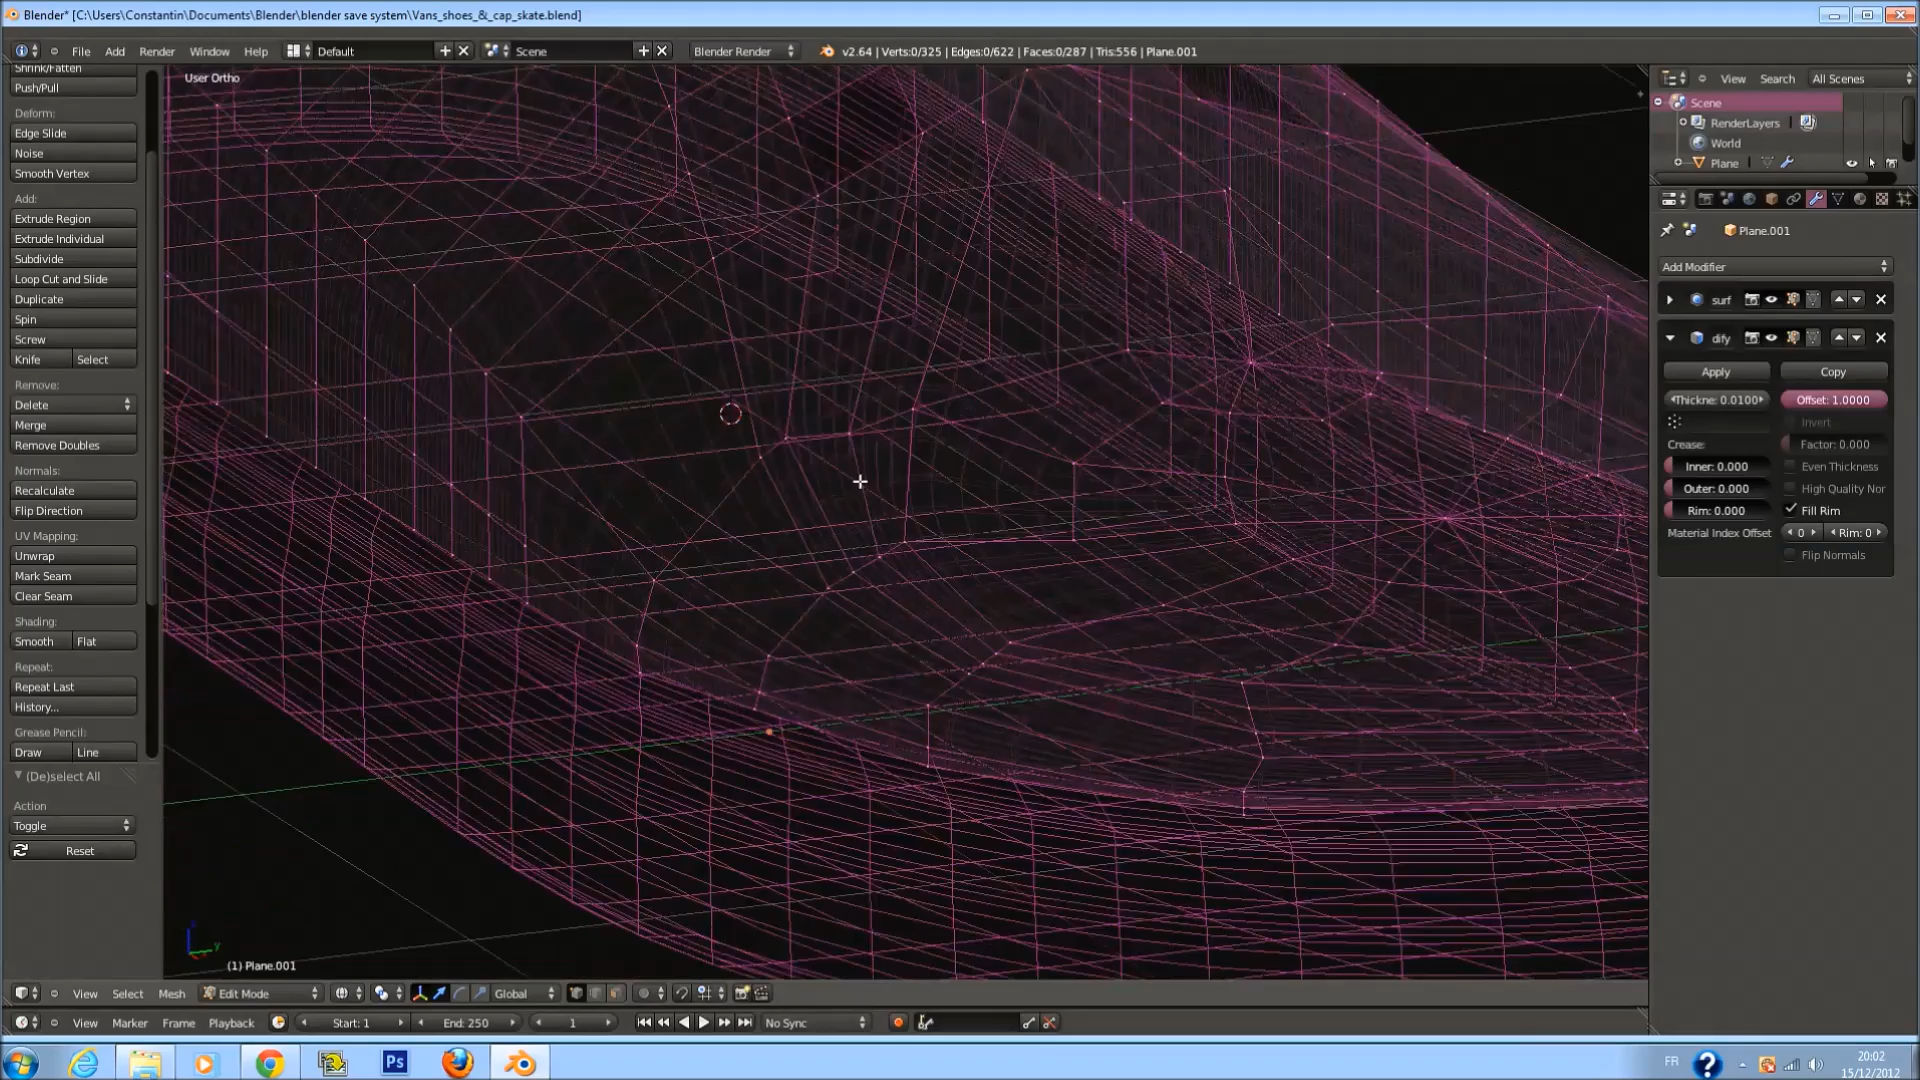 Blender* [C:\Users\Constantin\Documents\Blender\blender save system\Vans_shoes_&_cap_skate.blend]
File Add Render Window Help Default Scene Blender Render v2.64 | Verts:0/325 | Edges:0/622 | Faces:0/287 | Tris:556 | Plane.001
Shrink/Fatten
Push/Pull
Deform:
Edge Slide
Noise
Smooth Vertex
Add:
Extrude Region
Extrude Individual
Subdivide
Loop Cut and Slide
Duplicate
Spin
Screw
Knife Select
Remove:
Delete
Merge
Remove Doubles
Normals:
Recalculate
Flip Direction
UV Mapping:
Unwrap
Mark Seam
Clear Seam
Shading:
Smooth Flat
Repeat:
Repeat Last
History...
Grease Pencil:
Draw Line
(De)select All
Action
Toggle
Reset
User Ortho
z
y
(1) Plane.001
View Search All Scenes
Scene
RenderLayers |
World
Plane |
Plane.001
Add Modifier
surf
dify
Apply Copy
Thickne: 0.0100 Offset: 1.0000
Invert
Crease: Factor: 0.000
Inner: 0.000 Even Thickness
Outer: 0.000 High Quality Nor
Rim: 0.000 Fill Rim
Material Index Offset 0 Rim: 0
Flip Normals
View Select Mesh Edit Mode Global
View Marker Frame Playback Start: 1 End: 250 1 No Sync
Ps
FR
?
20:02
15/12/2012